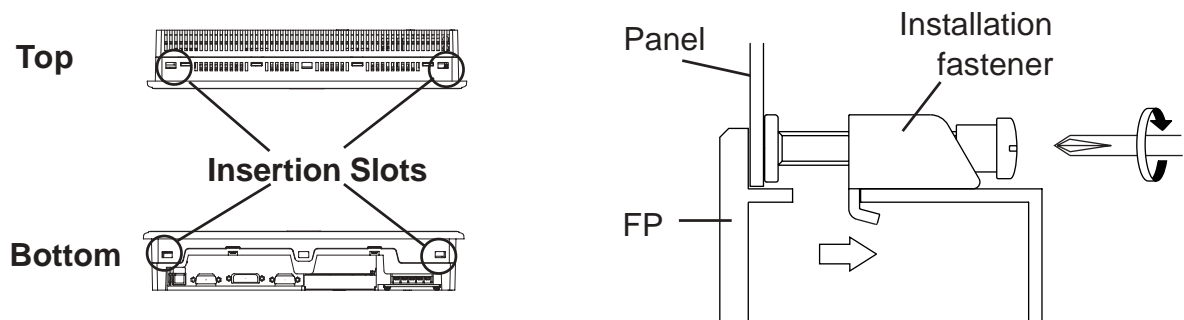 Top
Insertion Slots
Bottom
Panel
Installation
fastener
FP